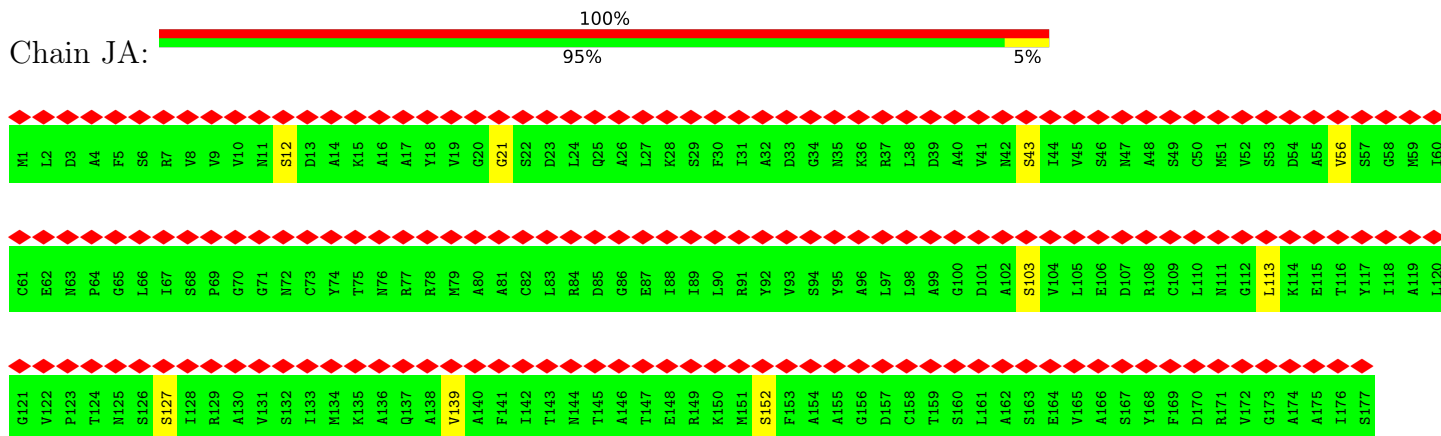 100%
Chain JA:
95% 5%
M1 L2 D3 A4 F5 S6 R7 V8 V9 V10 N11 S12 D13 A14 K15 A16 A17 Y18 V19 G20 G21 S22 D23 L24 Q25 A26 L27 K28 S29 F30 I31 A32 D33 G34 N35 K36 R37 L38 D39 A40 V41 N42 S43 I44 V45 S46 N47 A48 S49 C50 M51 V52 S53 D54 A55 V56 S57 G58 M59 I60
C61 E62 N63 P64 G65 L66 I67 S68 P69 G70 G71 N72 C73 Y74 T75 N76 R77 R78 M79 A80 A81 C82 L83 R84 D85 G86 E87 I88 I89 L90 R91 Y92 V93 S94 Y95 A96 L97 L98 A99 G100 D101 A102 S103 V104 L105 E106 D107 R108 C109 L110 N111 G112 L113 K114 E115 T116 Y117 I118 A119 L120
G121 V122 P123 T124 N125 S126 S127 I128 R129 A130 V131 S132 I133 M134 K135 A136 Q137 A138 V139 A140 F141 I142 T143 N144 T145 A146 T147 E148 R149 K150 M151 S152 F153 A154 A155 G156 D157 C158 T159 S160 L161 A162 S163 E164 V165 A166 S167 Y168 F169 D170 R171 V172 G173 A174 A175 I176 S177